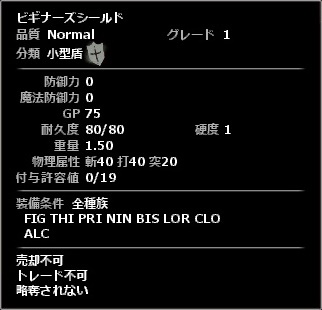 ビギナーズシールド
品質 Normal グレード 1
分類 小型盾
防御力 0
魔法防御力 0
GP 75
耐久度 80/80 硬度 1
重量 1.50
物理属性 斬40 打40 突20
付与許容値 0/19
装備条件 全種族
FIG THI PRI NIN BIS LOR CLO
ALC
売却不可
トレード不可
略奪されない